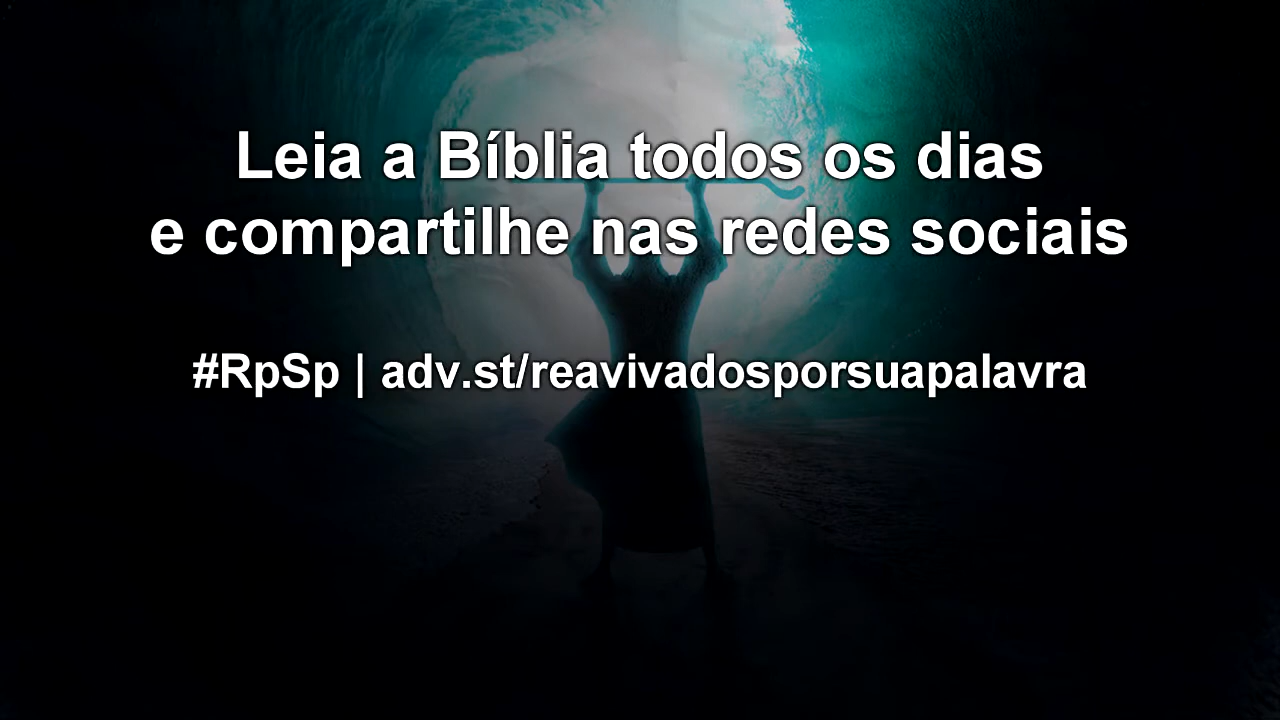 Leia a Bíblia todos os dias
e compartilhe nas redes sociais
#RpSp | adv.st/reavivadosporsuapalavra